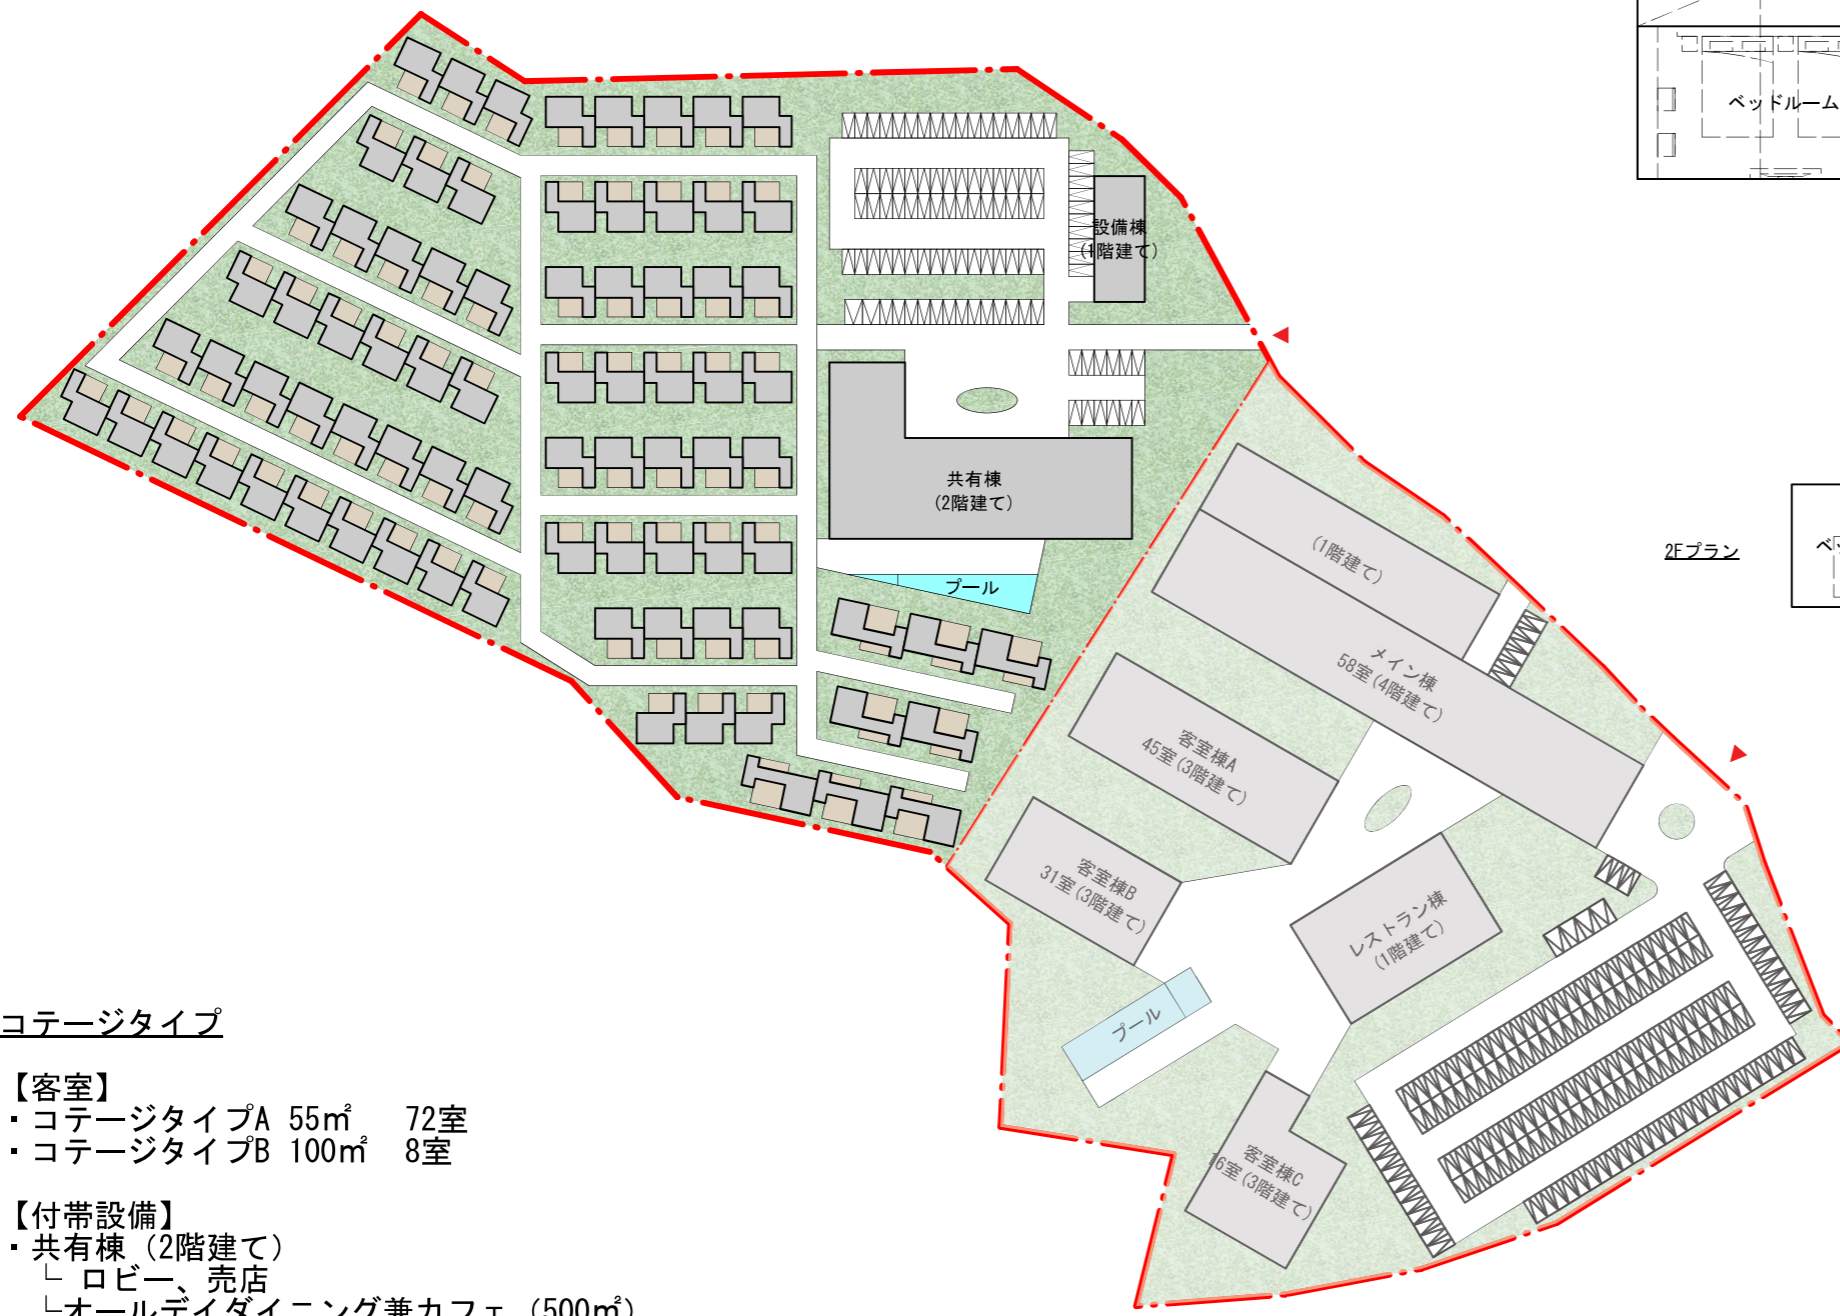 ベッドルーム
設備棟
(1階建て)
共有棟
(2階建て)
プール
2Fプラン
(1階建て)
メイン棟
58室(4階建て)
客室棟A
45室(3階建て)
客室棟B
31室(3階建て)
レストラン棟
(1階建て)
プール
客室棟C
16室(3階建て)
コテージタイプ
【客室】
・コテージタイプA 55㎡ 72室
・コテージタイプB 100㎡ 8室
【付帯設備】
・共有棟（2階建て）
└ ロビー、売店
└オールデイダイニング兼カフェ（500㎡）